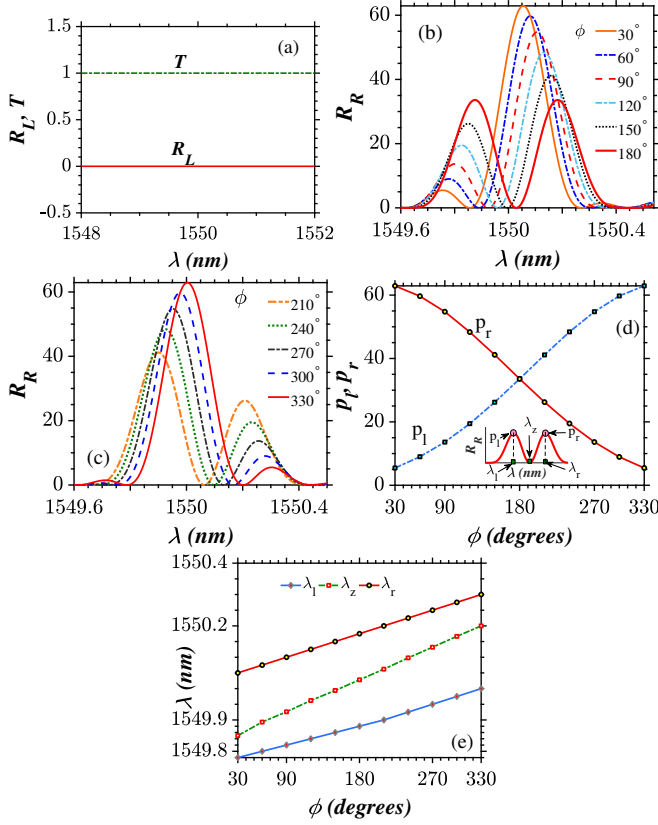 (a)
R_L, T
1.5
1
0.5
0
-0.5
T
R_L
1548
1550
1552
λ (nm)
(b)
R_R
60
40
20
0
ϕ
30°
60°
90°
120°
150°
180°
1549.6
1550
1550.4
λ (nm)
(c)
R_R
60
40
20
0
ϕ
210°
240°
270°
300°
330°
1549.6
1550
1550.4
λ (nm)
(d)
p_l, p_r
60
40
20
0
p_r
p_l
R_R
p_l
λ_z
p_r
λ_l
λ (nm)
λ_r
30
90
180
270
330
ϕ (degrees)
(e)
λ (nm)
1550.4
1550.2
1549.9
1549.8
λ_l
λ_z
λ_r
30
90
180
270
330
ϕ (degrees)